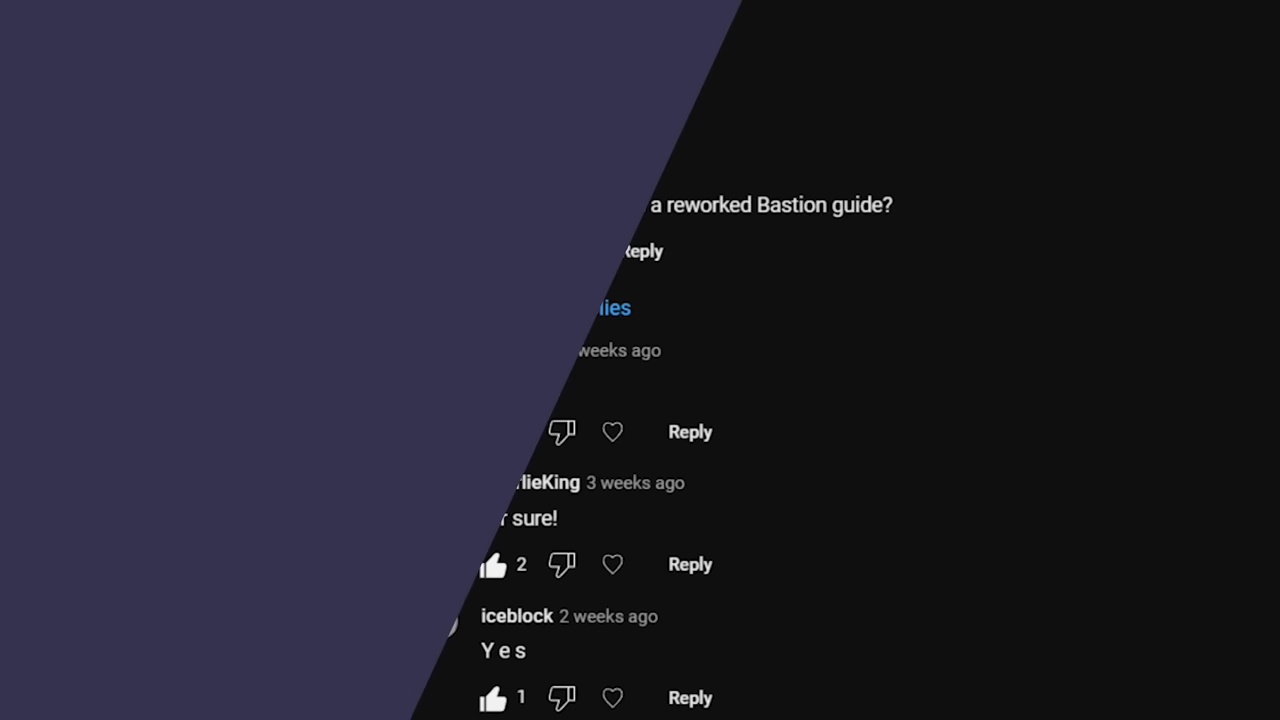 a reworked Bastion guide?
Reply
weeks ago
Reply
3 weeks ago
sure!
2 Reply
iceblock 2 weeks ago
Y e s
1 Reply